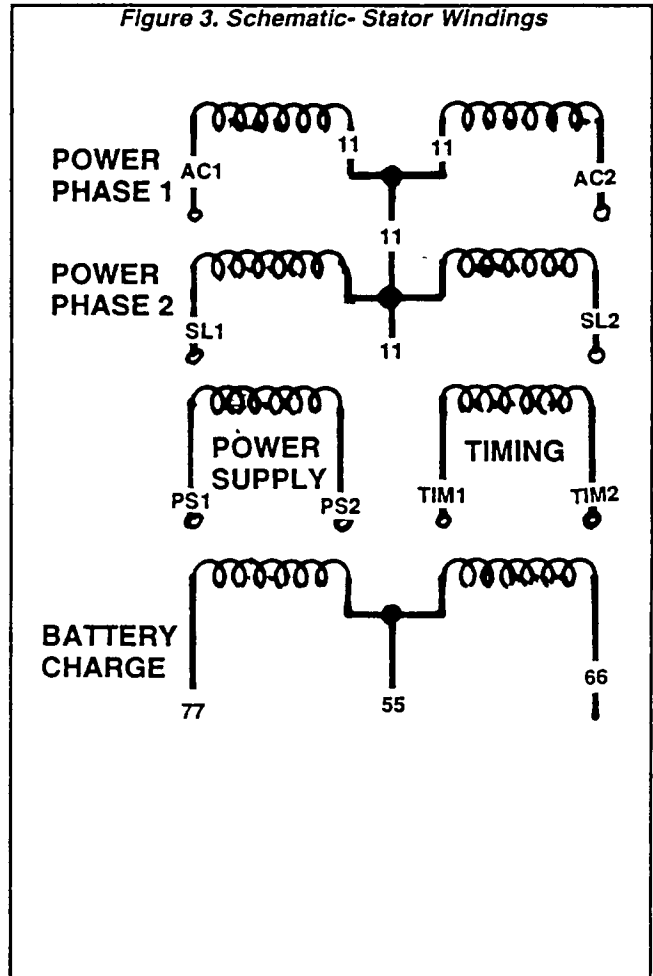 Figure 3. Schematic- Stator Windings
11
11
POWER
PHASE 1
AC1
AC2
11
POWER
PHASE 2
SL1
SL2
11
POWER
SUPPLY
TIMING
PS1
PS2
TIM1
TIM2
BATTERY
CHARGE
77
55
66